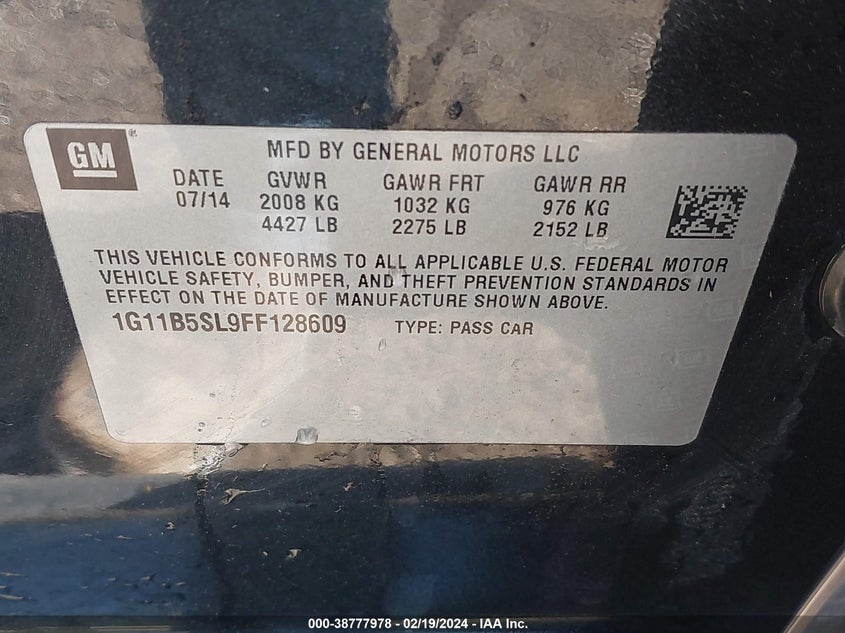 GM ®
MFD BY GENERAL MOTORS LLC
DATE GVWR GAWR FRT GAWR RR
07/14 2008 KG 1032 KG 976 KG
4427 LB 2275 LB 2152 LB
THIS VEHICLE CONFORMS TO ALL APPLICABLE U.S. FEDERAL MOTOR
VEHICLE SAFETY, BUMPER, AND THEFT PREVENTION STANDARDS IN
EFFECT ON THE DATE OF MANUFACTURE SHOWN ABOVE.
1G11B5SL9FF128609 TYPE: PASS CAR
000-38777978 - 02/19/2024 - IAA Inc.